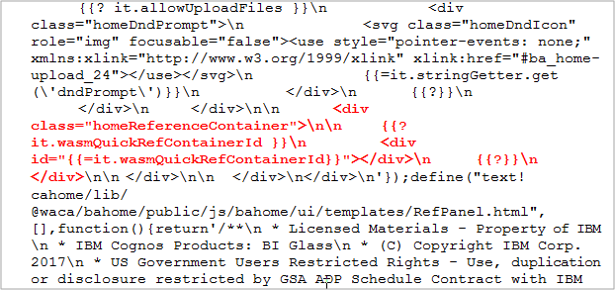 {{? it.allowUploadFiles }}\n <div
class="homeDndPrompt">\n <svg class="homeDndIcon"
role="img" focusable="false"><use style="pointer-events: none;"
xmlns:xlink="http://www.w3.org/1999/xlink" xlink:href="#ba_home-
upload_24"></use></svg>\n {{=it.stringGetter.get
(\'dndPrompt\')}}\n </div>\n {{?}}\n
</div>\n </div>\n\n <div
class="homeReferenceContainer">\n\n {{?
it.wasmQuickRefContainerId }}\n <div
id="{{=it.wasmQuickRefContainerId}}"></div>\n {{?}}\n
</div>\n\n </div>\n\n </div>\n</div>\n'});define("text!
cahome/lib/
@waca/bahome/public/js/bahome/ui/templates/RefPanel.html",
[],function(){return'/**\n * Licensed Materials - Property of IBM
\n * IBM Cognos Products: BI Glass\n * (C) Copyright IBM Corp.
2017\n * US Government Users Restricted Rights - Use, duplication
or disclosure restricted by GSA ADP Schedule Contract with IBM